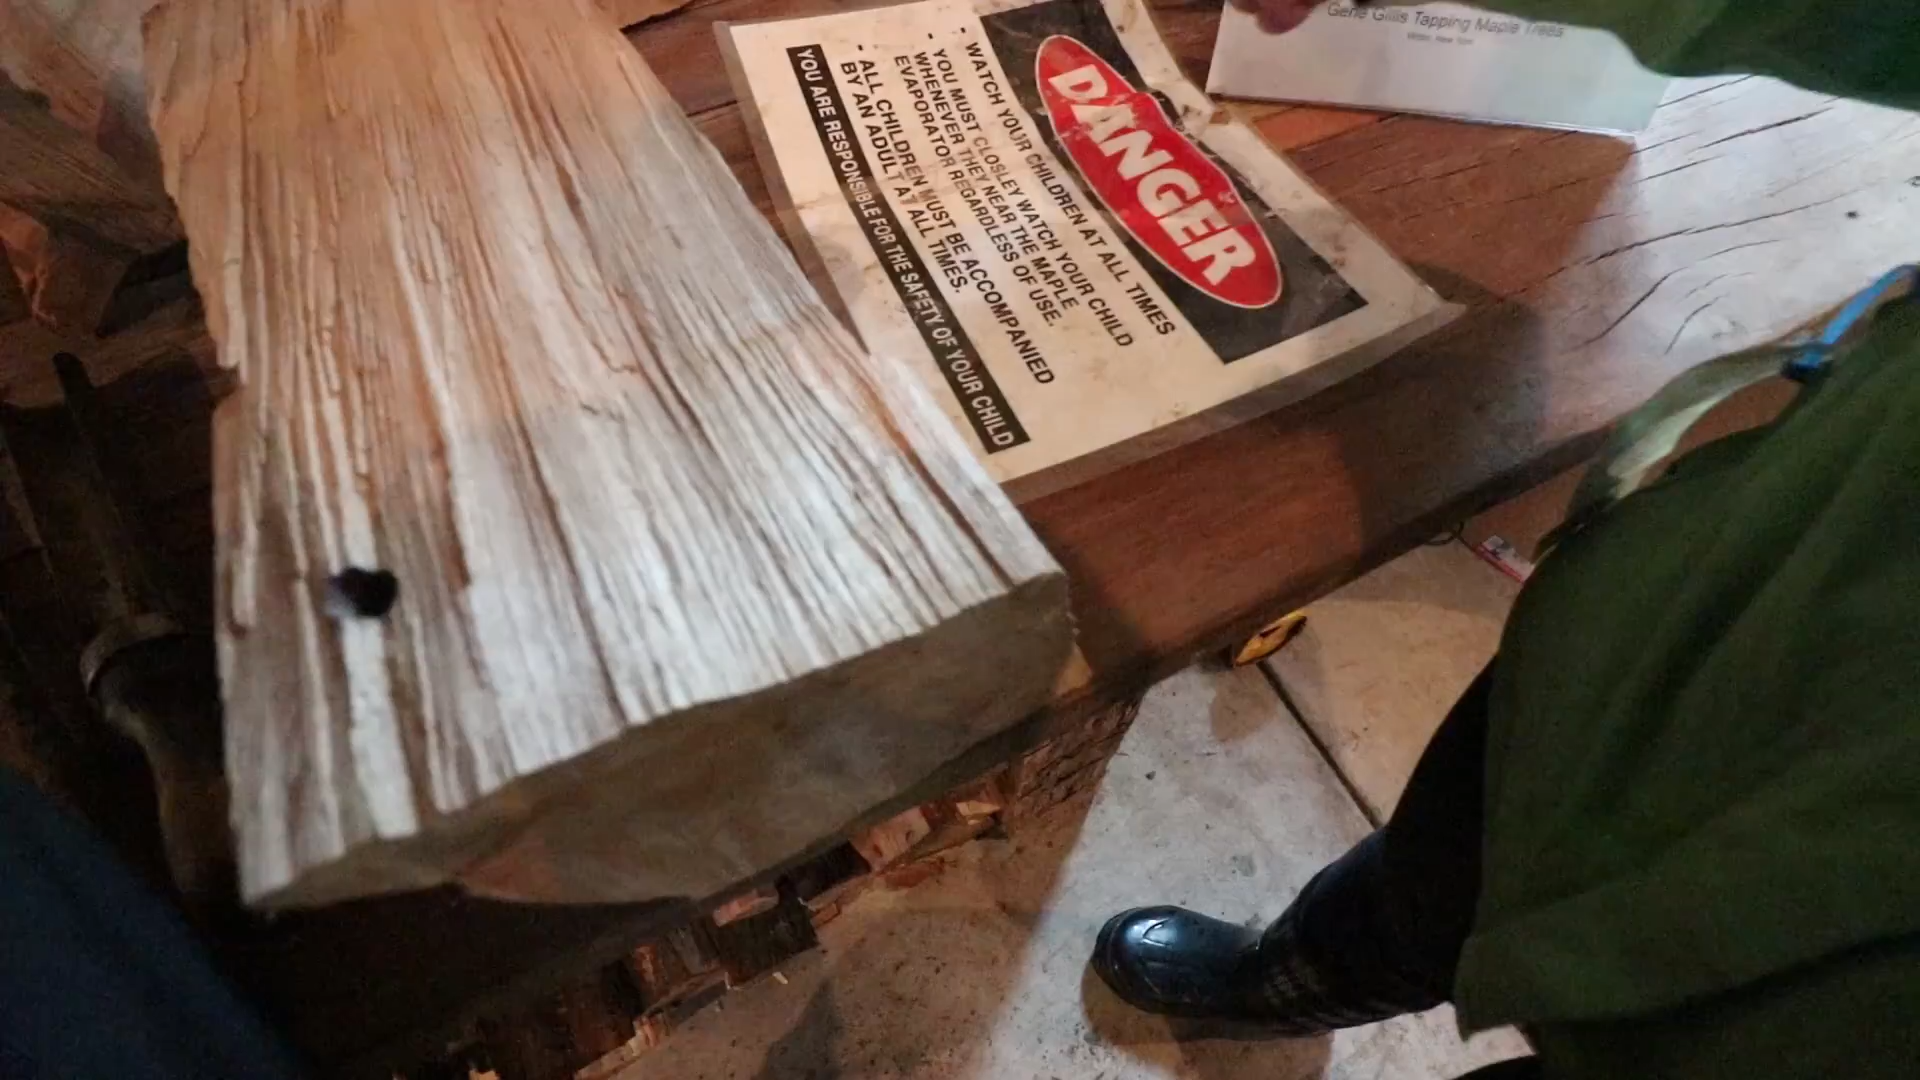 DANGER
• WATCH YOUR CHILDREN AT ALL TIMES
• YOU MUST CLOSLEY WATCH YOUR CHILD
WHENEVER THEY NEAR THE MAPLE
EVAPORATOR REGARDLESS OF USE.
• ALL CHILDREN MUST BE ACCOMPANIED
BY AN ADULT AT ALL TIMES.
YOU ARE RESPONSIBLE FOR THE SAFETY OF YOUR CHILD
Gene Gillis Tapping Maple Trees
New York